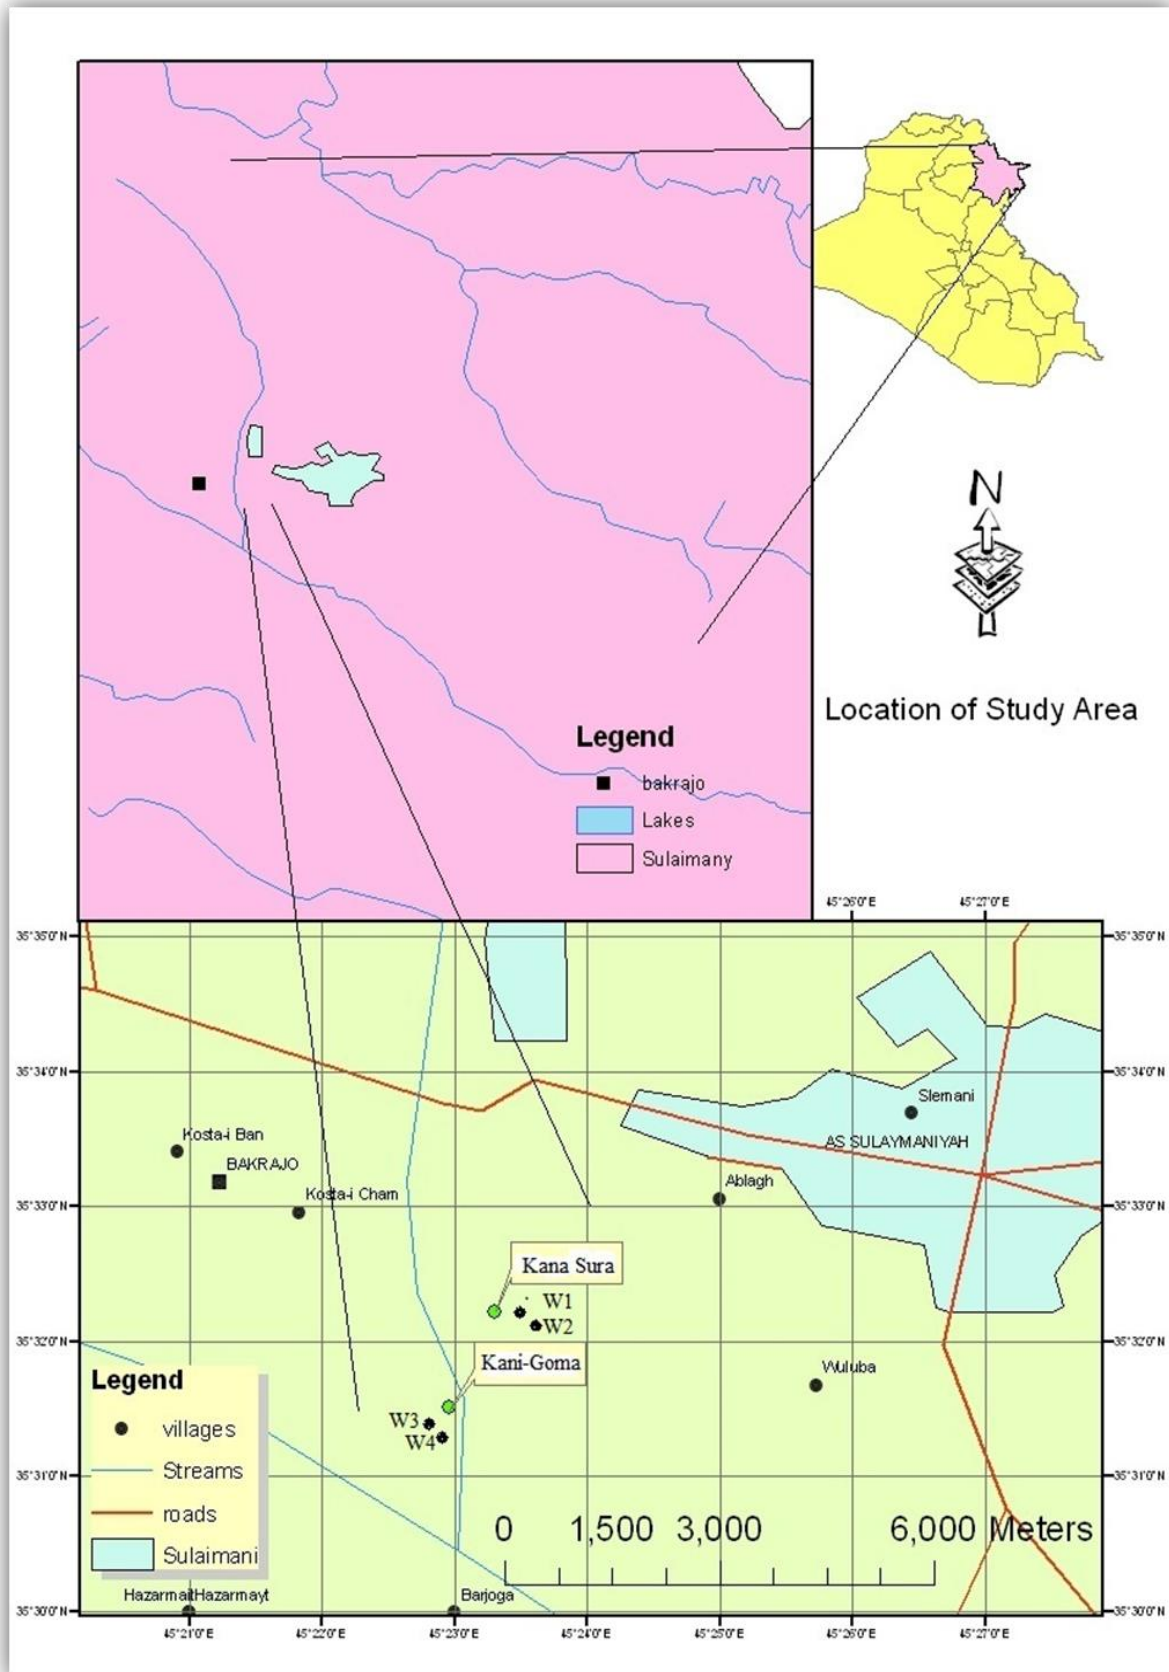 N
Location of Study Area
Legend
bakrajo
Lakes
Sulaimany
45°26'0"E
45°27'0"E
35°35'0"N
35°35'0"N
35°34'0"N
35°34'0"N
Slemani
AS SULAYMANIYAH
Kosta-i Ban
BAKRAJO
Kosta-i Cham
Ablagh
35°33'0"N
35°33'0"N
Kana Sura
W1
W2
35°32'0"N
35°32'0"N
Kani-Goma
Wuluba
W3
W4
Legend
villages
Streams
roads
Sulaimani
35°31'0"N
35°31'0"N
0 1,500 3,000 6,000 Meters
HazarmaitHazarmayt
Barjoga
35°30'0"N
35°30'0"N
45°21'0"E
45°22'0"E
45°23'0"E
45°24'0"E
45°25'0"E
45°26'0"E
45°27'0"E